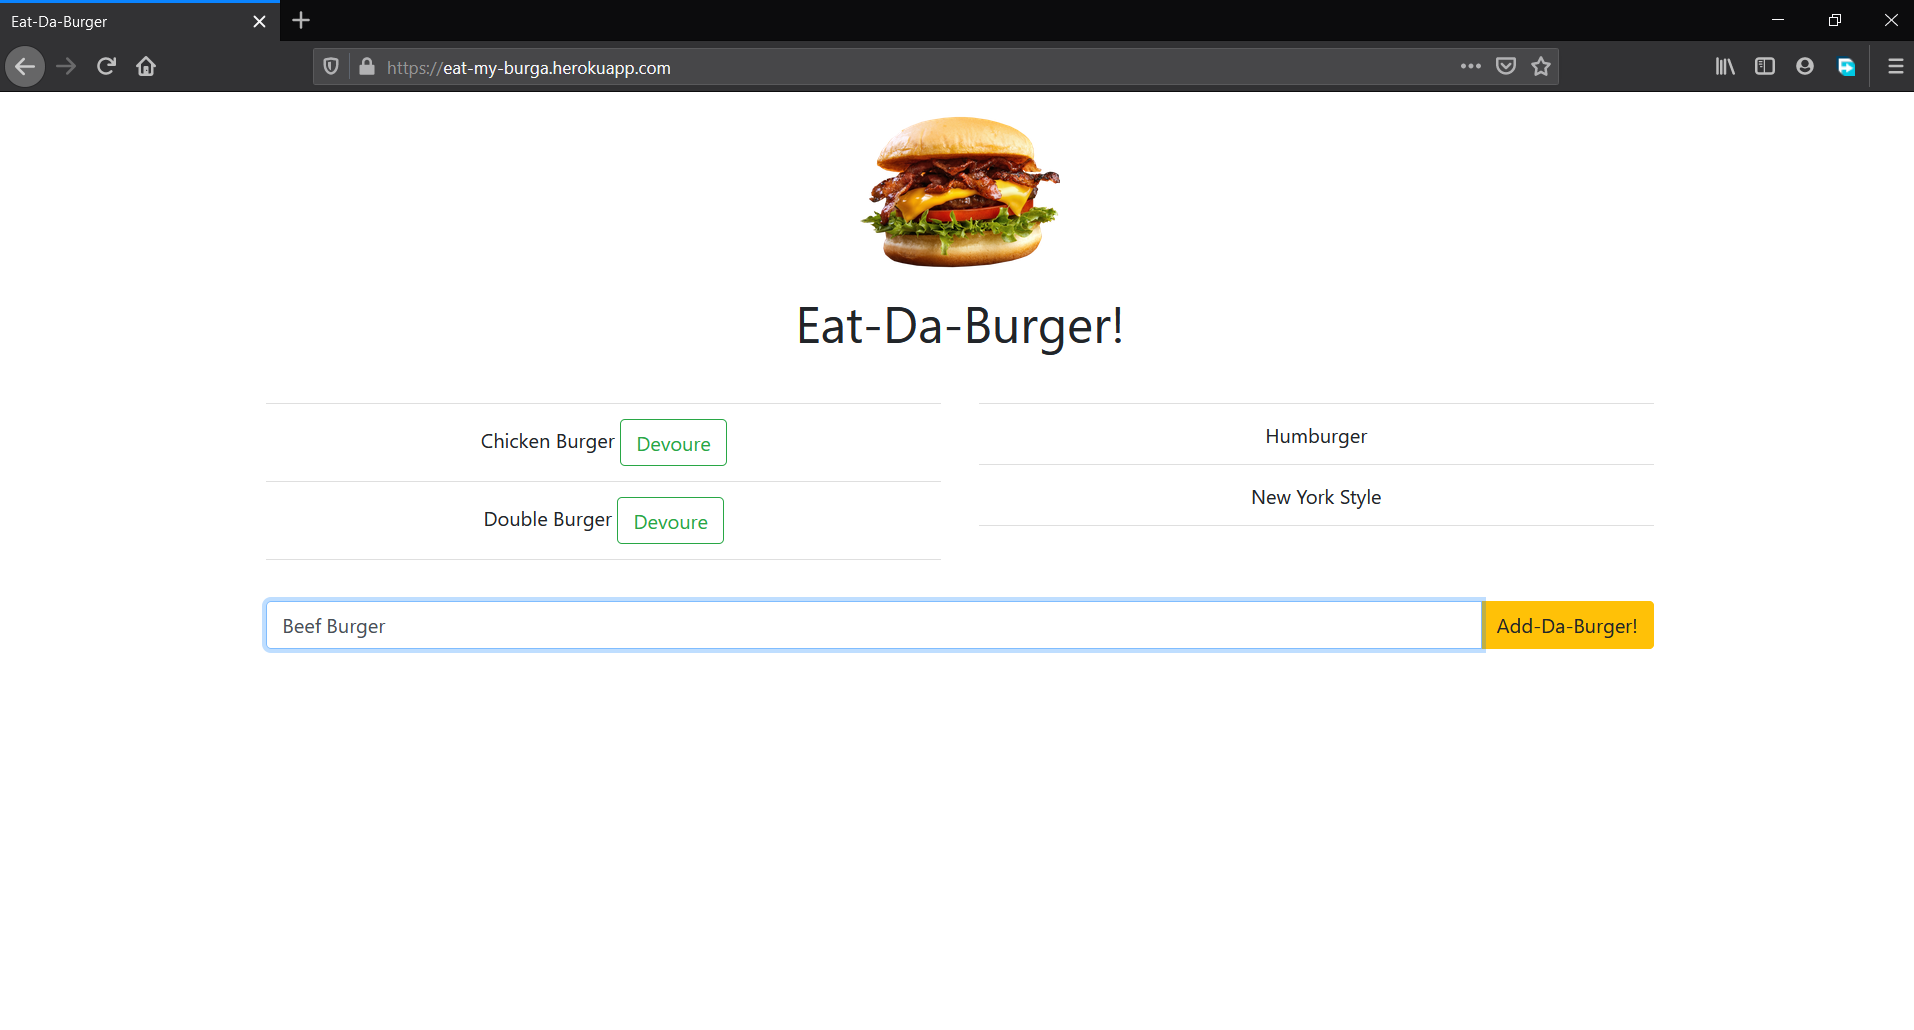 Eat-Da-Burger
https://eat-my-burga.herokuapp.com
Eat-Da-Burger!
Chicken Burger Devoure
Double Burger Devoure
Humburger
New York Style
Beef Burger Add-Da-Burger!